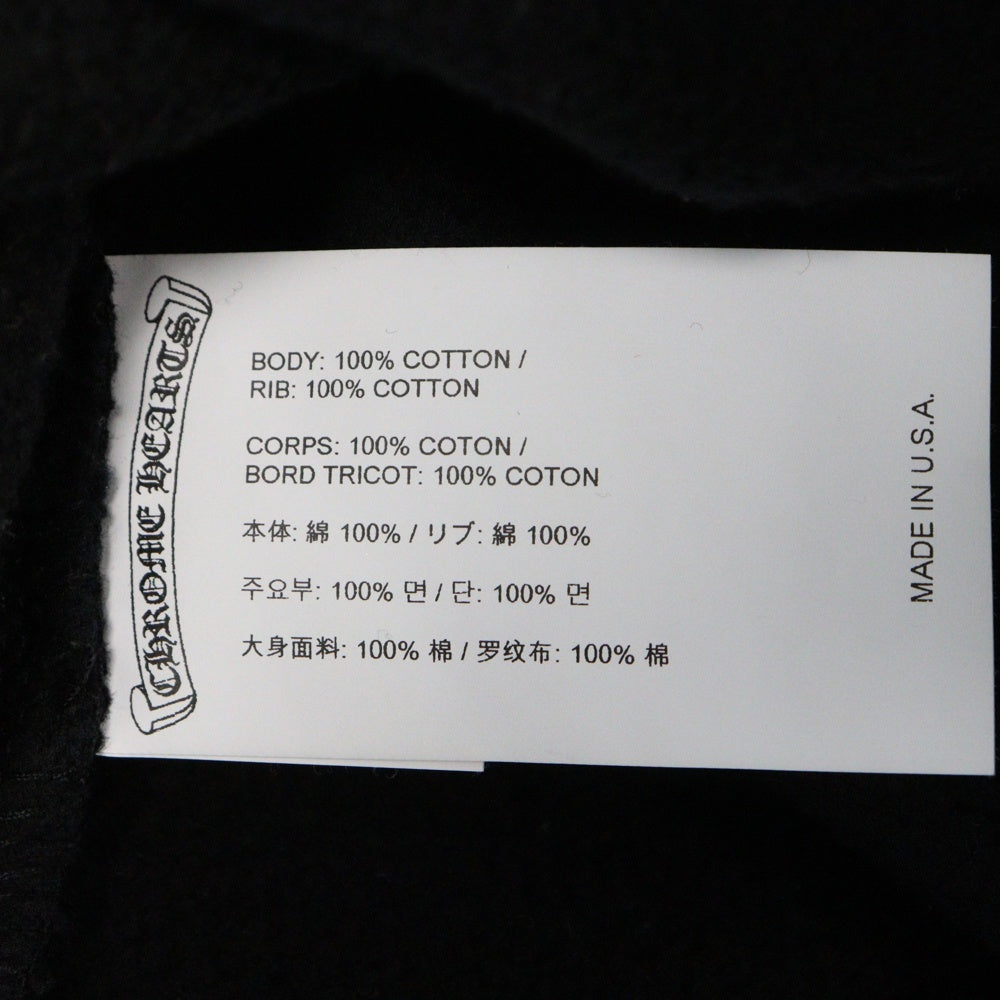 CHROME HEARTS
BODY: 100% COTTON /
RIB: 100% COTTON
CORPS: 100% COTON /
BORD TRICOT: 100% COTON
本体: 綿 100% / リブ: 綿 100%
주요부: 100% 면 / 단: 100% 면
大身面料: 100% 棉 / 罗纹布: 100% 棉
MADE IN U.S.A.